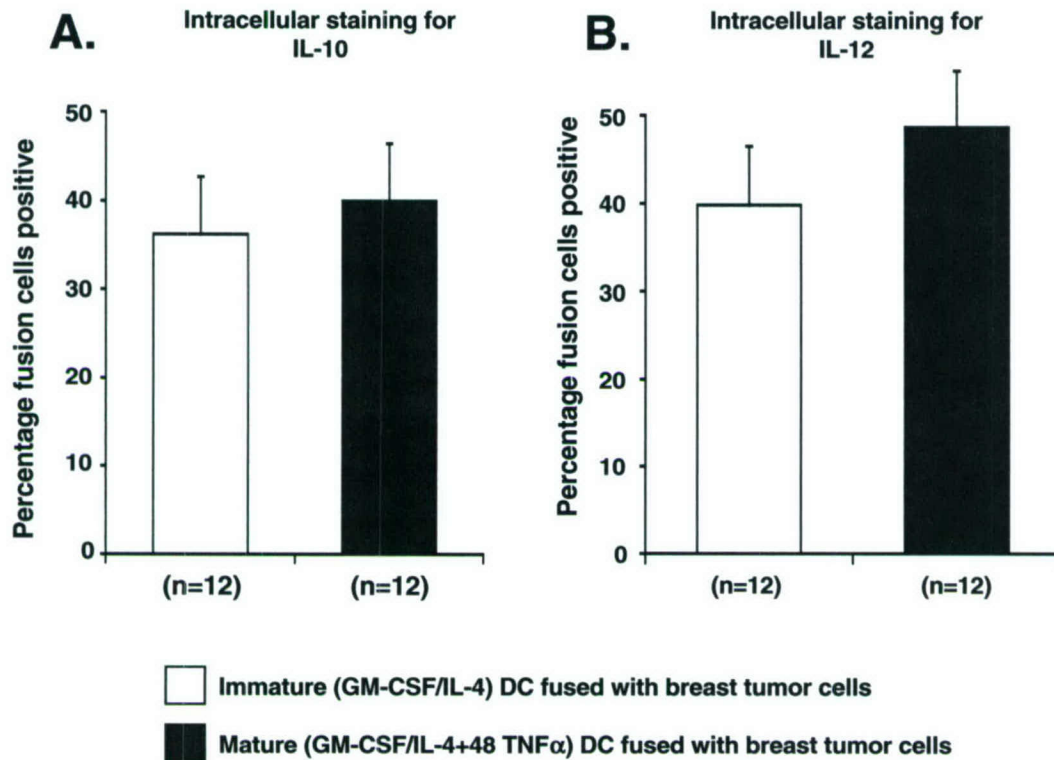 A.
Intracellular staining for
IL-10
Percentage fusion cells positive
50
40
30
20
10
0
(n=12)
(n=12)
B.
Intracellular staining for
IL-12
Percentage fusion cells positive
50
40
30
20
10
0
(n=12)
(n=12)
Immature (GM-CSF/IL-4) DC fused with breast tumor cells
Mature (GM-CSF/IL-4+48 TNFα) DC fused with breast tumor cells